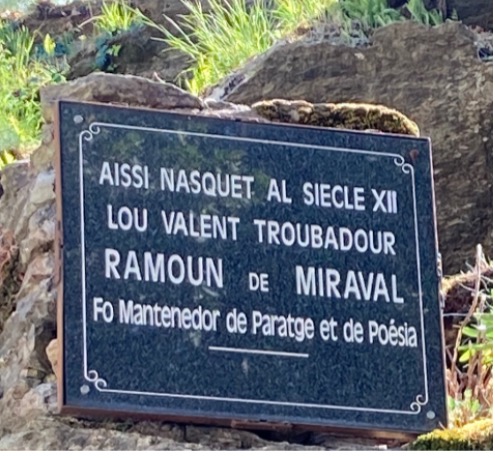 AISSI NASQUET AL SIECLE XII
LOU VALENT TROUBADOUR
RAMOUN DE MIRAVAL
Fo Mantenedor de Paratge et de Poésia